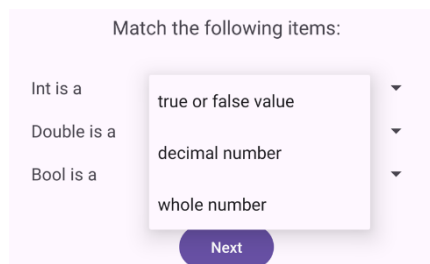 Match the following items:
Int is a
true or false value
Double is a
decimal number
Bool is a
whole number
Next